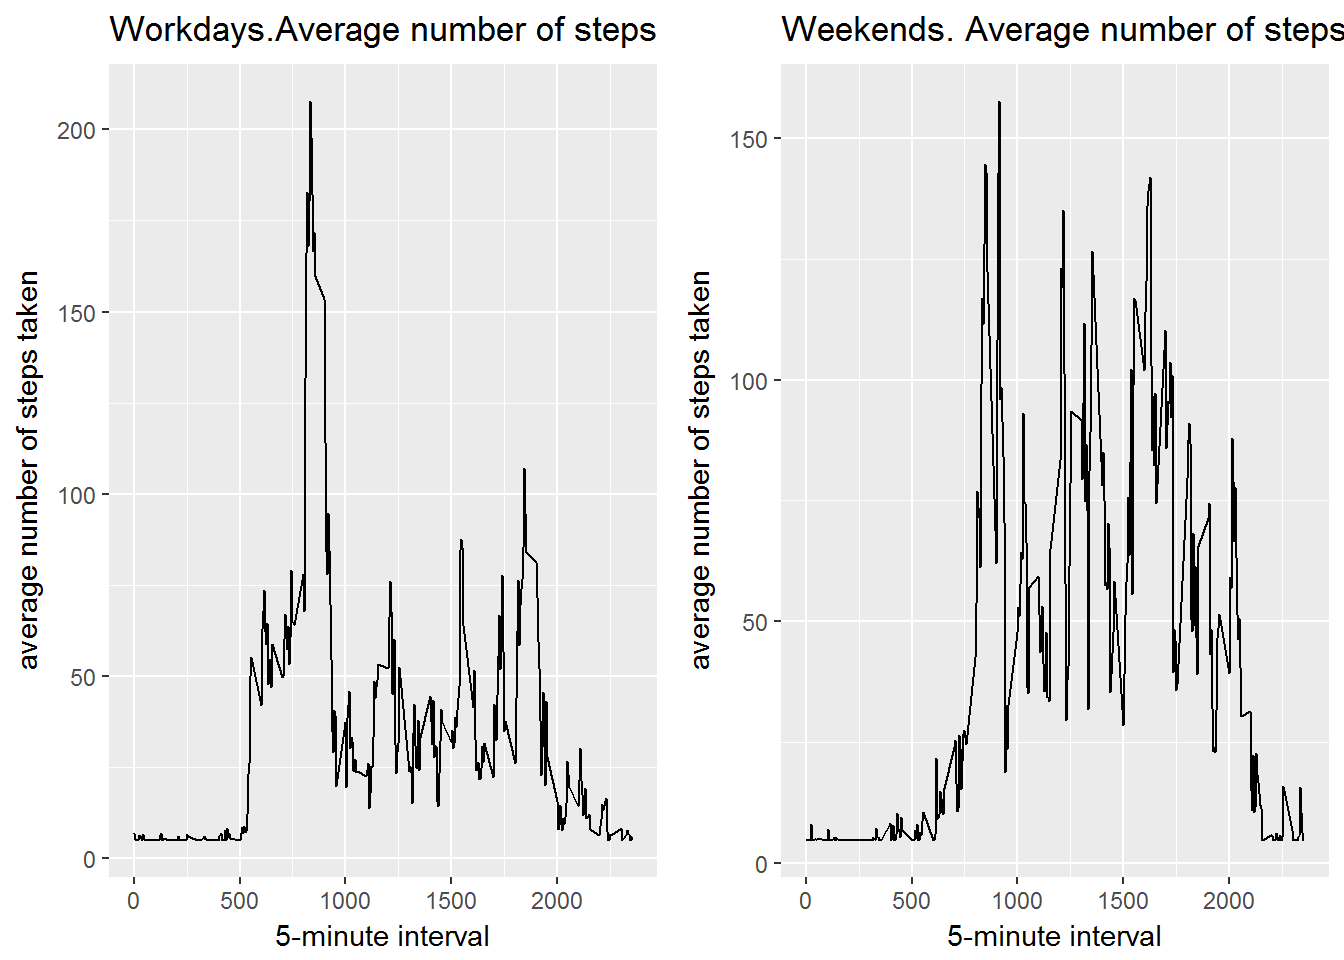 Workdays.Average number of steps
average number of steps taken
200
150
100
50
0
0 500 1000 1500 2000
5-minute interval
Weekends. Average number of steps
average number of steps taken
150
100
50
0
0 500 1000 1500 2000
5-minute interval